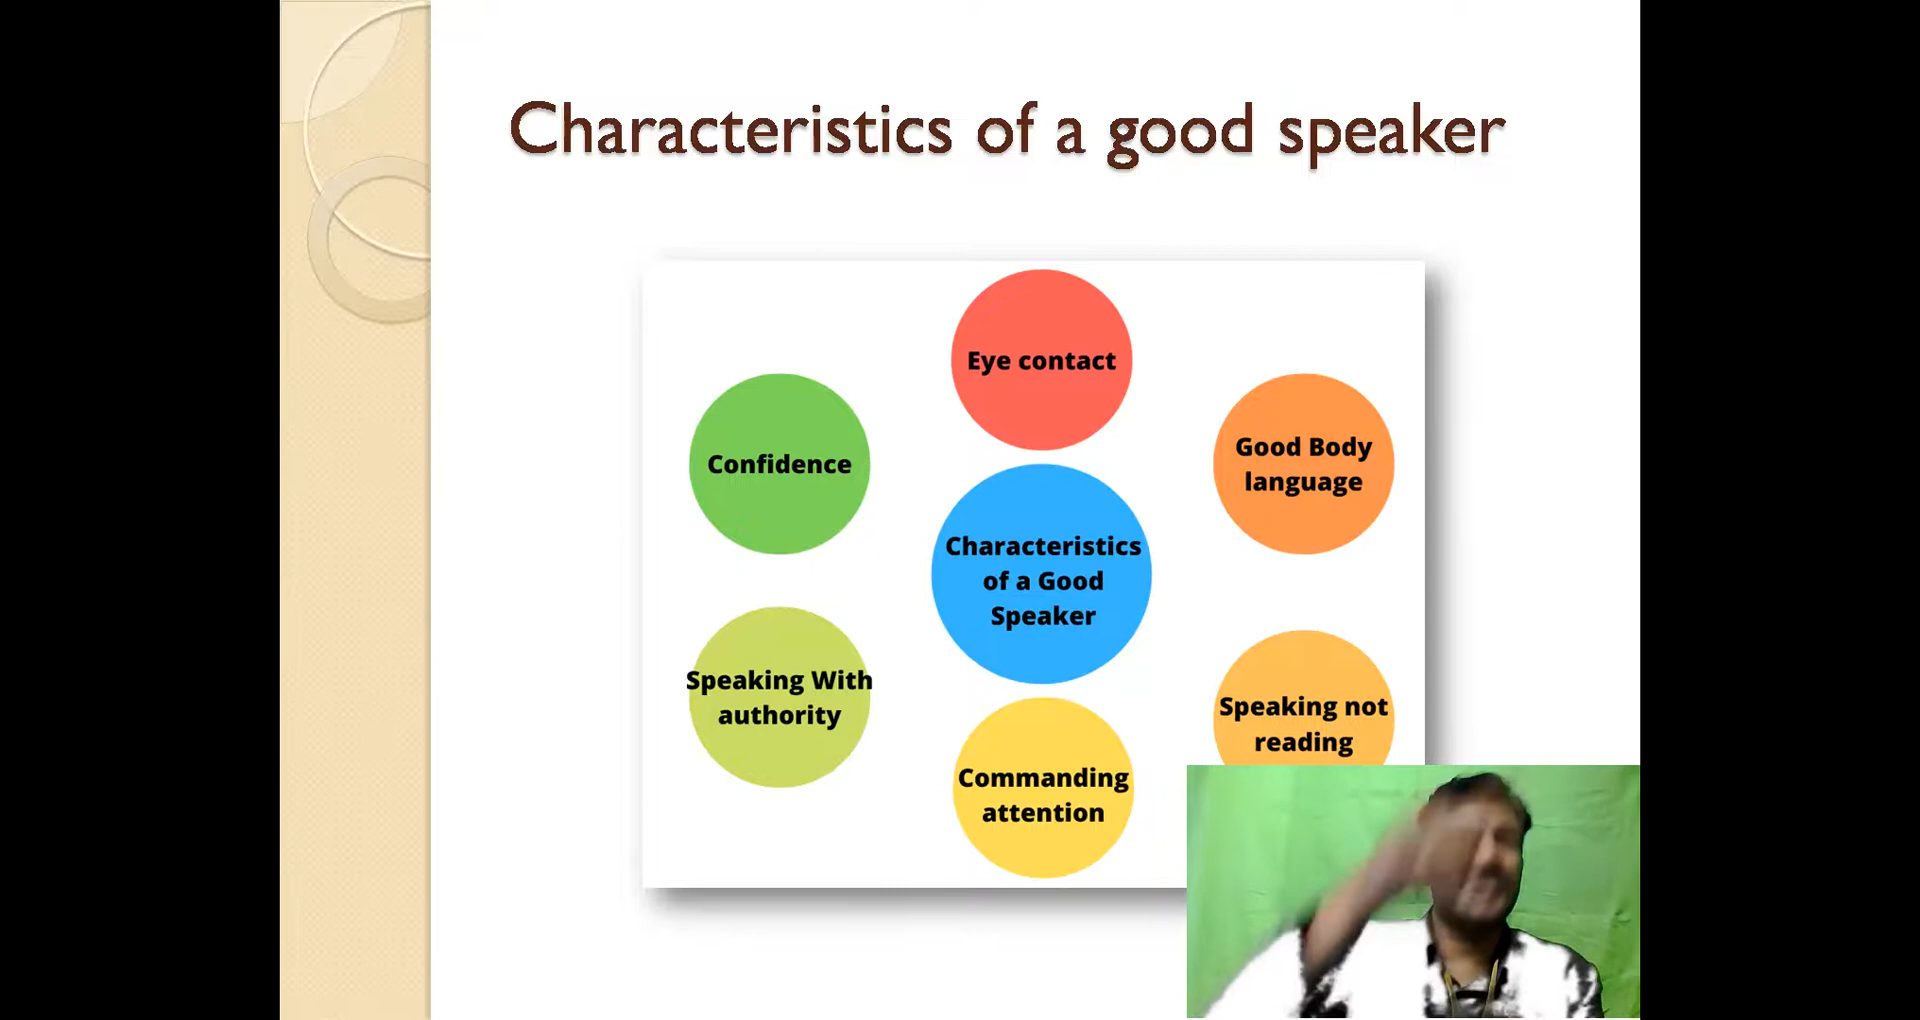 Characteristics of a good speaker
Eye contact
Confidence
Good Body
language
Characteristics
of a Good
Speaker
Speaking With
authority
Speaking not
reading
Commanding
attention